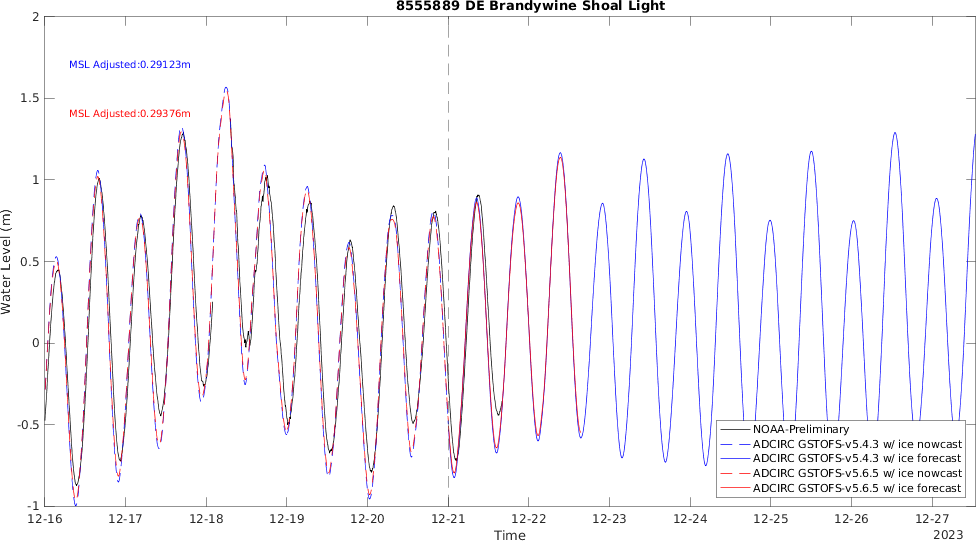 8555889 DE Brandywine Shoal Light
2
1.5
1
0.5
0
-0.5
-1
Water Level (m)
MSL Adjusted:0.29123m
MSL Adjusted:0.29376m
NOAA-Preliminary
ADCIRC GSTOFS-v5.4.3 w/ ice nowcast
ADCIRC GSTOFS-v5.4.3 w/ ice forecast
ADCIRC GSTOFS-v5.6.5 w/ ice nowcast
ADCIRC GSTOFS-v5.6.5 w/ ice forecast
12-16 12-17 12-18 12-19 12-20 12-21 12-22 12-23 12-24 12-25 12-26 12-27
Time
2023